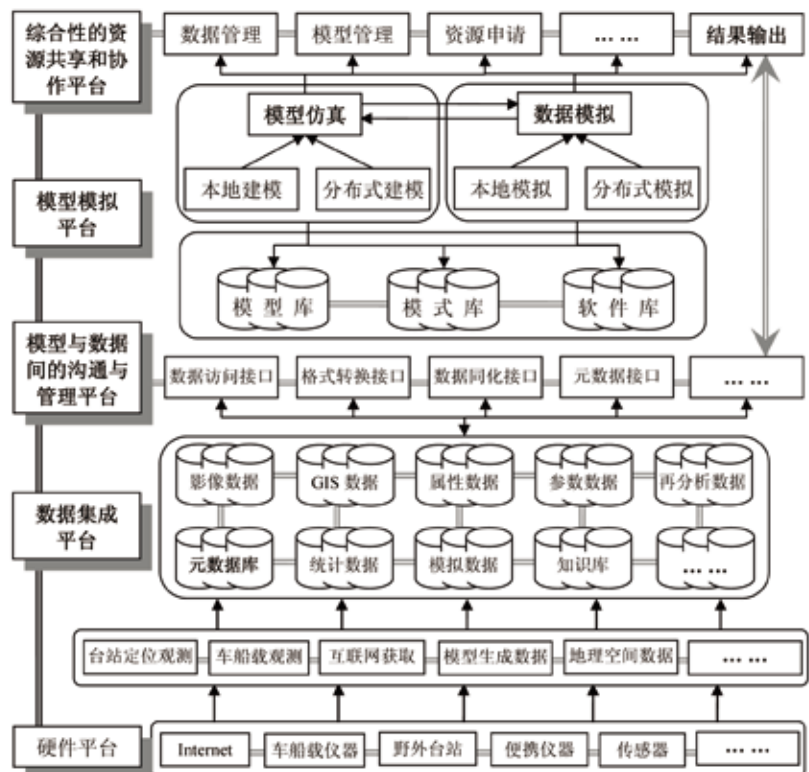 综合性的资
源共享和协
作平台
数据管理
模型管理
资源申请
... ...
结果输出
模型仿真
数据模拟
本地建模
分布式建模
本地模拟
分布式模拟
模型模拟
平台
模型库
模式库
软件库
模型与数据
间的沟通与
管理平台
数据访问接口
格式转换接口
数据同化接口
元数据接口
... ...
影像数据
GIS 数据
属性数据
参数数据
再分析数据
数据集成
平台
元数据库
统计数据
模拟数据
知识库
... ...
台站定位观测
车船载观测
互联网获取
模型生成数据
地理空间数据
... ...
硬件平台
Internet
车船载仪器
野外台站
便携仪器
传感器
... ...